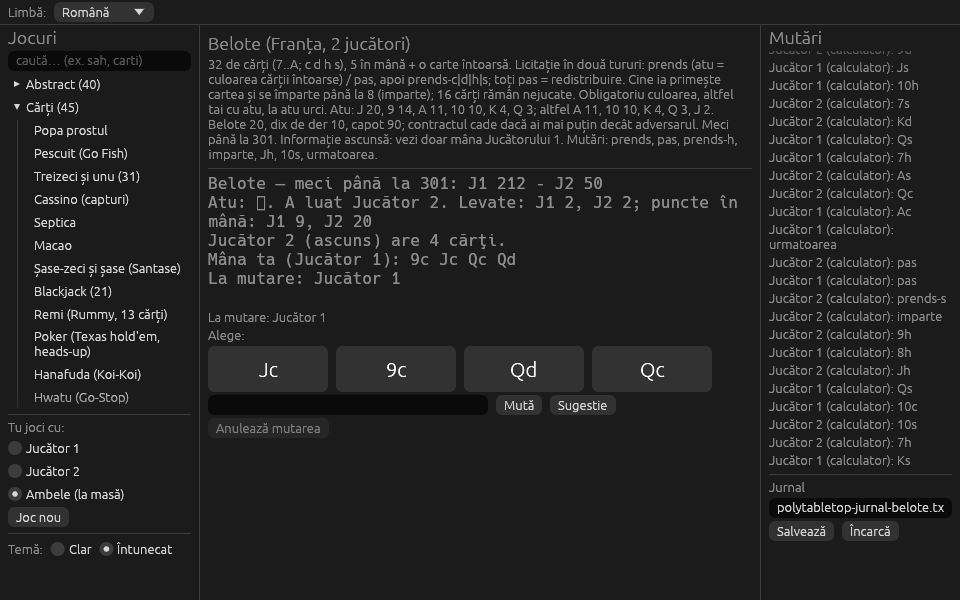 Limbă: Română
Jocuri
caută... (ex. sah, carti)
Abstract (40)
Cărți (45)
Popa prostul
Pescuit (Go Fish)
Treizeci și unu (31)
Cassino (capturi)
Septica
Macao
Șase-zeci și șase (Santase)
Blackjack (21)
Remi (Rummy, 13 cărți)
Poker (Texas hold'em,
heads-up)
Hanafuda (Koi-Koi)
Hwatu (Go-Stop)
Tu joci cu:
Jucător 1
Jucător 2
Ambele (la masă)
Joc nou
Temă: Clar Întunecat
Belote (Franța, 2 jucători)
32 de cărți (7..A; c d h s), 5 în mână + o carte întoarsă. Licitație în două tururi: prends (atu =
culoarea cărții întoarse) / pas, apoi prends-c|d|h|s; toți pas = redistribuire. Cine ia primește
cartea și se împarte până la 8 (imparte); 16 cărți rămân nejucate. Obligatoriu culoarea, altfel
tai cu atu, la atu urci. Atu: J 20, 9 14, A 11, 10 10, K 4, Q 3; altfel A 11, 10 10, K 4, Q 3, J 2.
Belote 20, dix de der 10, capot 90; contractul cade dacă ai mai puțin decât adversarul. Meci
până la 301. Informație ascunsă: vezi doar mâna Jucătorului 1. Mutări: prends, pas, prends-h,
imparte, Jh, 10s, urmatoarea.
Belote — meci până la 301: J1 212 - J2 50
Atu: . A luat Jucător 2. Levate: J1 2, J2 2; puncte în
mână: J1 9, J2 20
Jucător 2 (ascuns) are 4 cărți.
Mâna ta (Jucător 1): 9c Jc Qc Qd
La mutare: Jucător 1
La mutare: Jucător 1
Alege:
Jc 9c Qd Qc
Mută Sugestie
Anulează mutarea
Mutări
Jucător 2 (calculator): 9d
Jucător 1 (calculator): Js
Jucător 1 (calculator): 10h
Jucător 2 (calculator): 7s
Jucător 2 (calculator): Kd
Jucător 1 (calculator): Qs
Jucător 1 (calculator): 7h
Jucător 2 (calculator): As
Jucător 2 (calculator): Qc
Jucător 1 (calculator): Ac
Jucător 1 (calculator):
urmatoarea
Jucător 2 (calculator): pas
Jucător 1 (calculator): pas
Jucător 2 (calculator): prends-s
Jucător 2 (calculator): imparte
Jucător 2 (calculator): 9h
Jucător 1 (calculator): 8h
Jucător 2 (calculator): Jh
Jucător 1 (calculator): Qs
Jucător 1 (calculator): 10c
Jucător 2 (calculator): 10s
Jucător 2 (calculator): 7h
Jucător 1 (calculator): Ks
Jurnal
polytabletop-jurnal-belote.tx
Salvează Încarcă